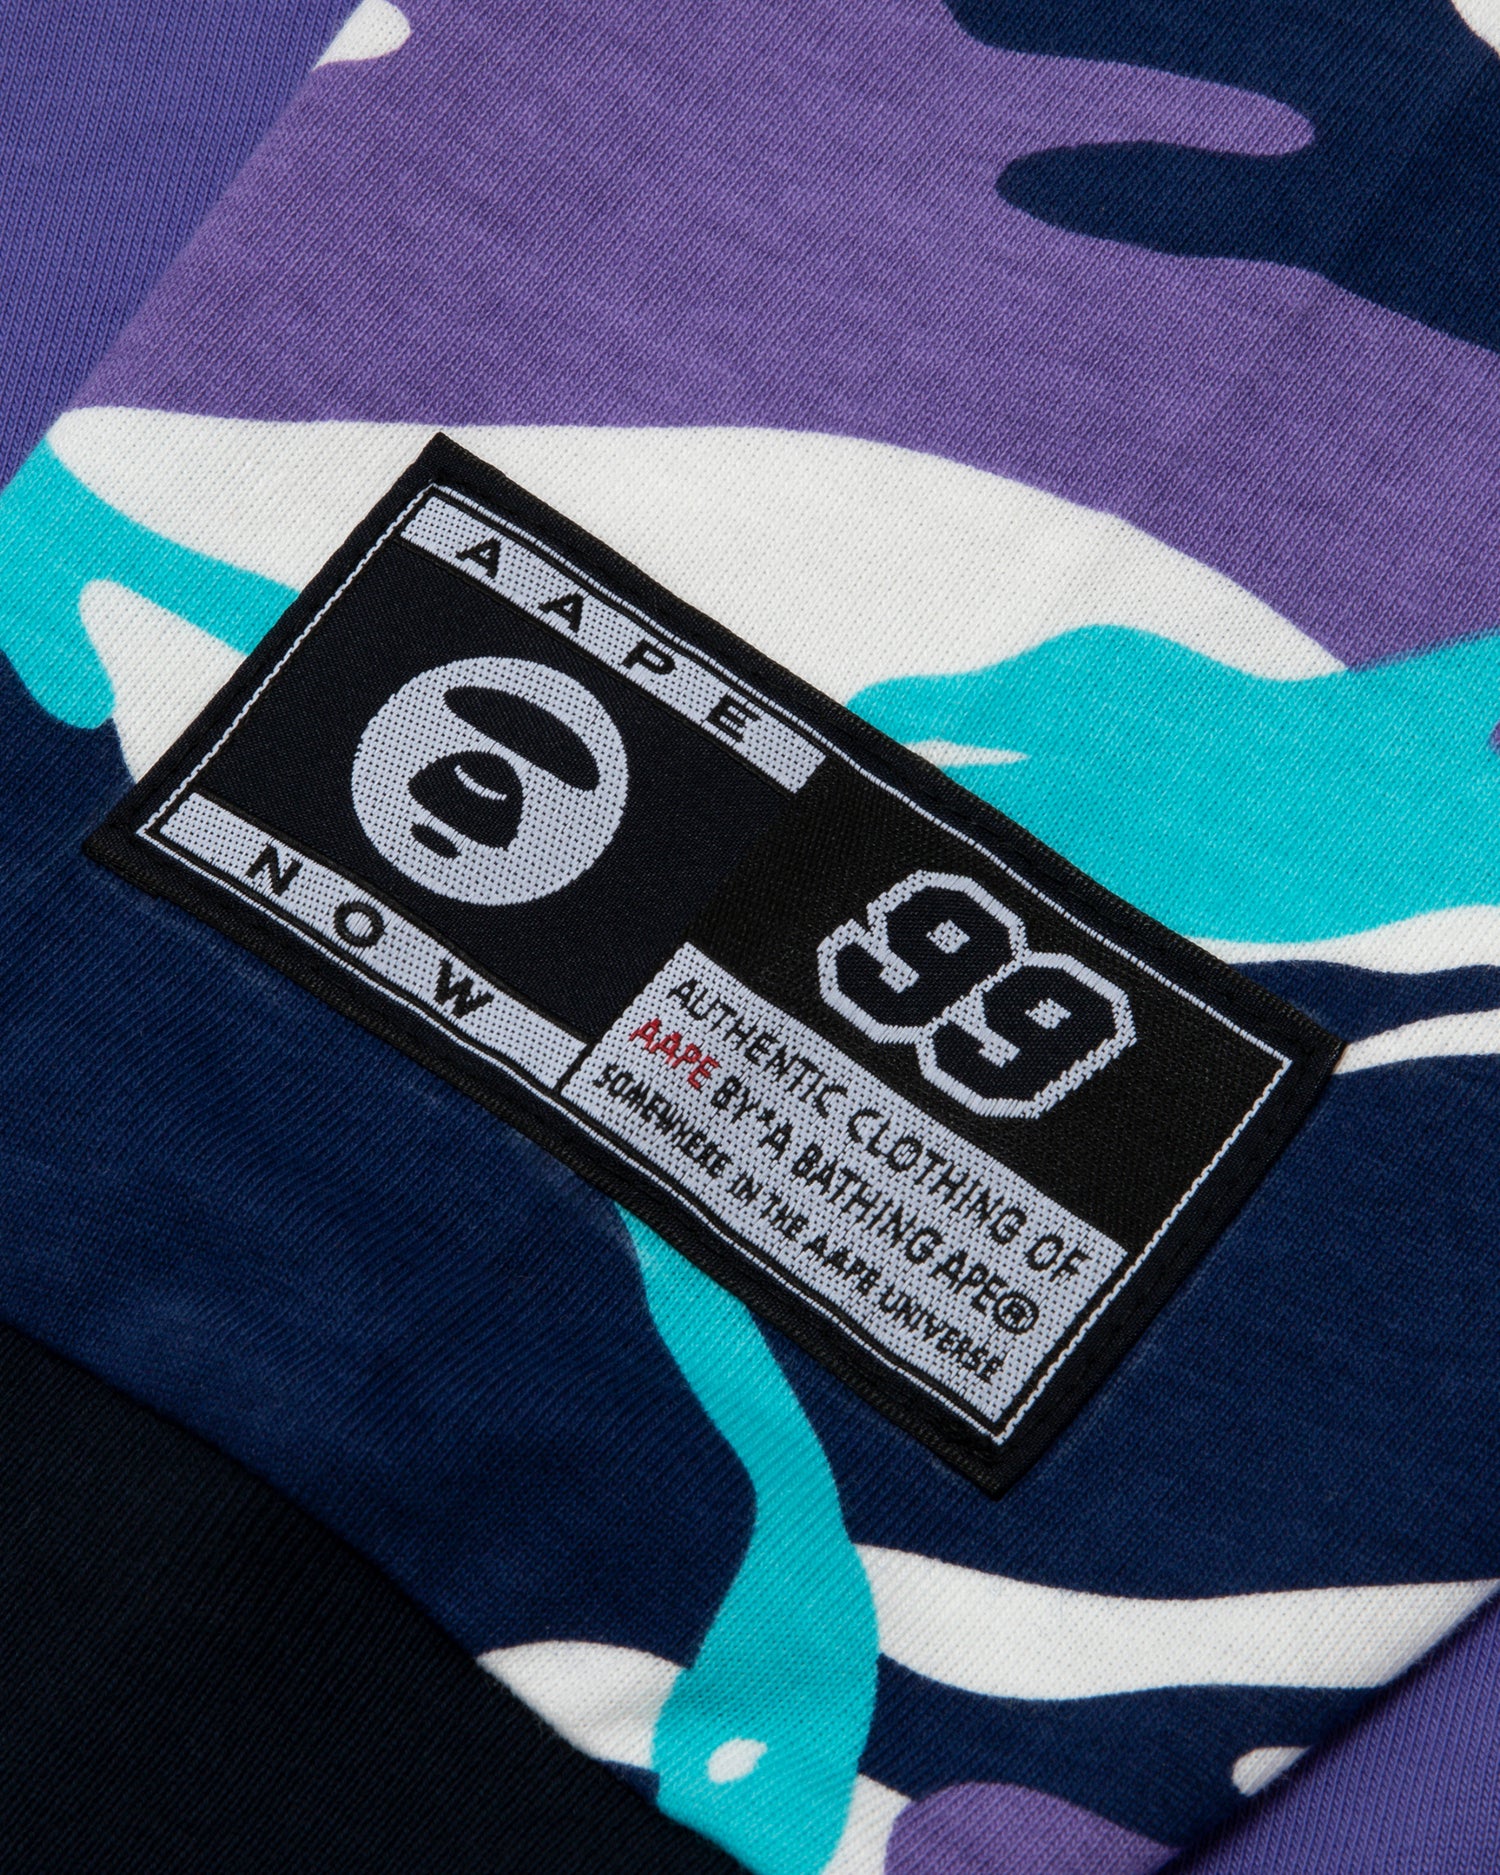 AAPE
NOW
99
AUTHENTIC CLOTHING OF
AAPE BY*A BATHING APE®
SOMEWHERE IN THE AAPE UNIVERSE